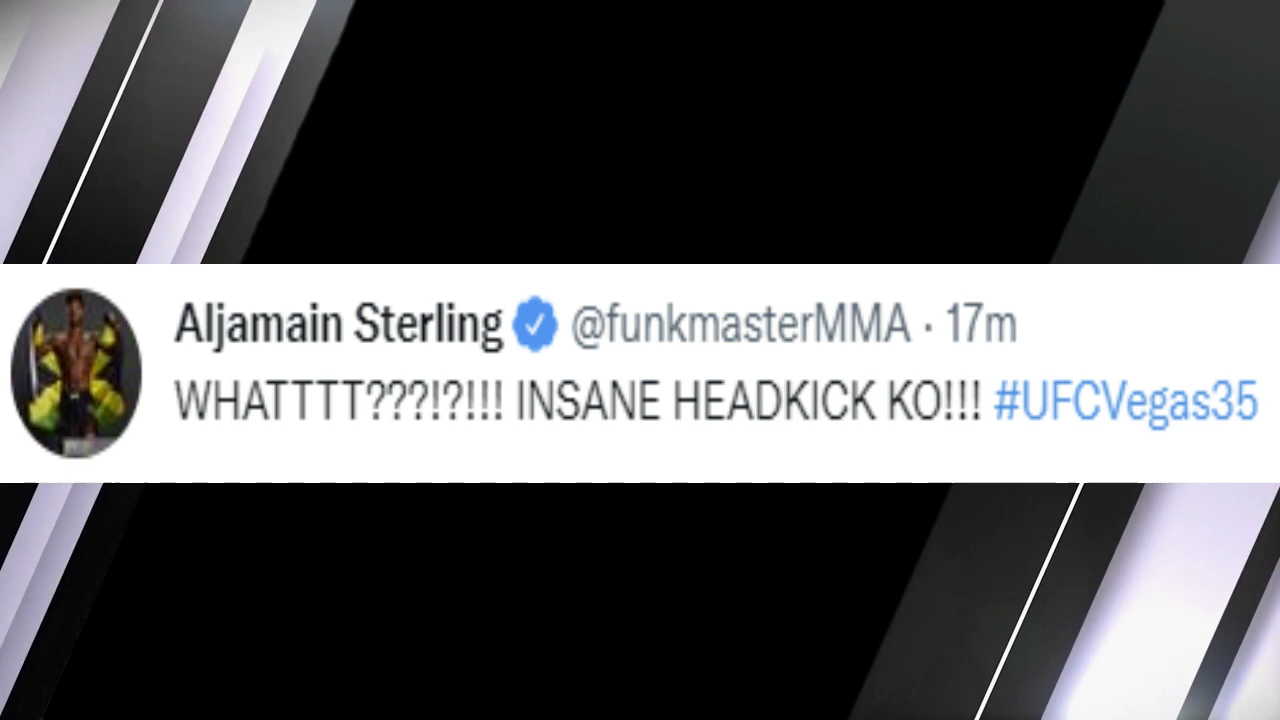 Aljamain Sterling @funkmasterMMA · 17m
WHATTTT???!?!!! INSANE HEADKICK KO!!! #UFCVegas35